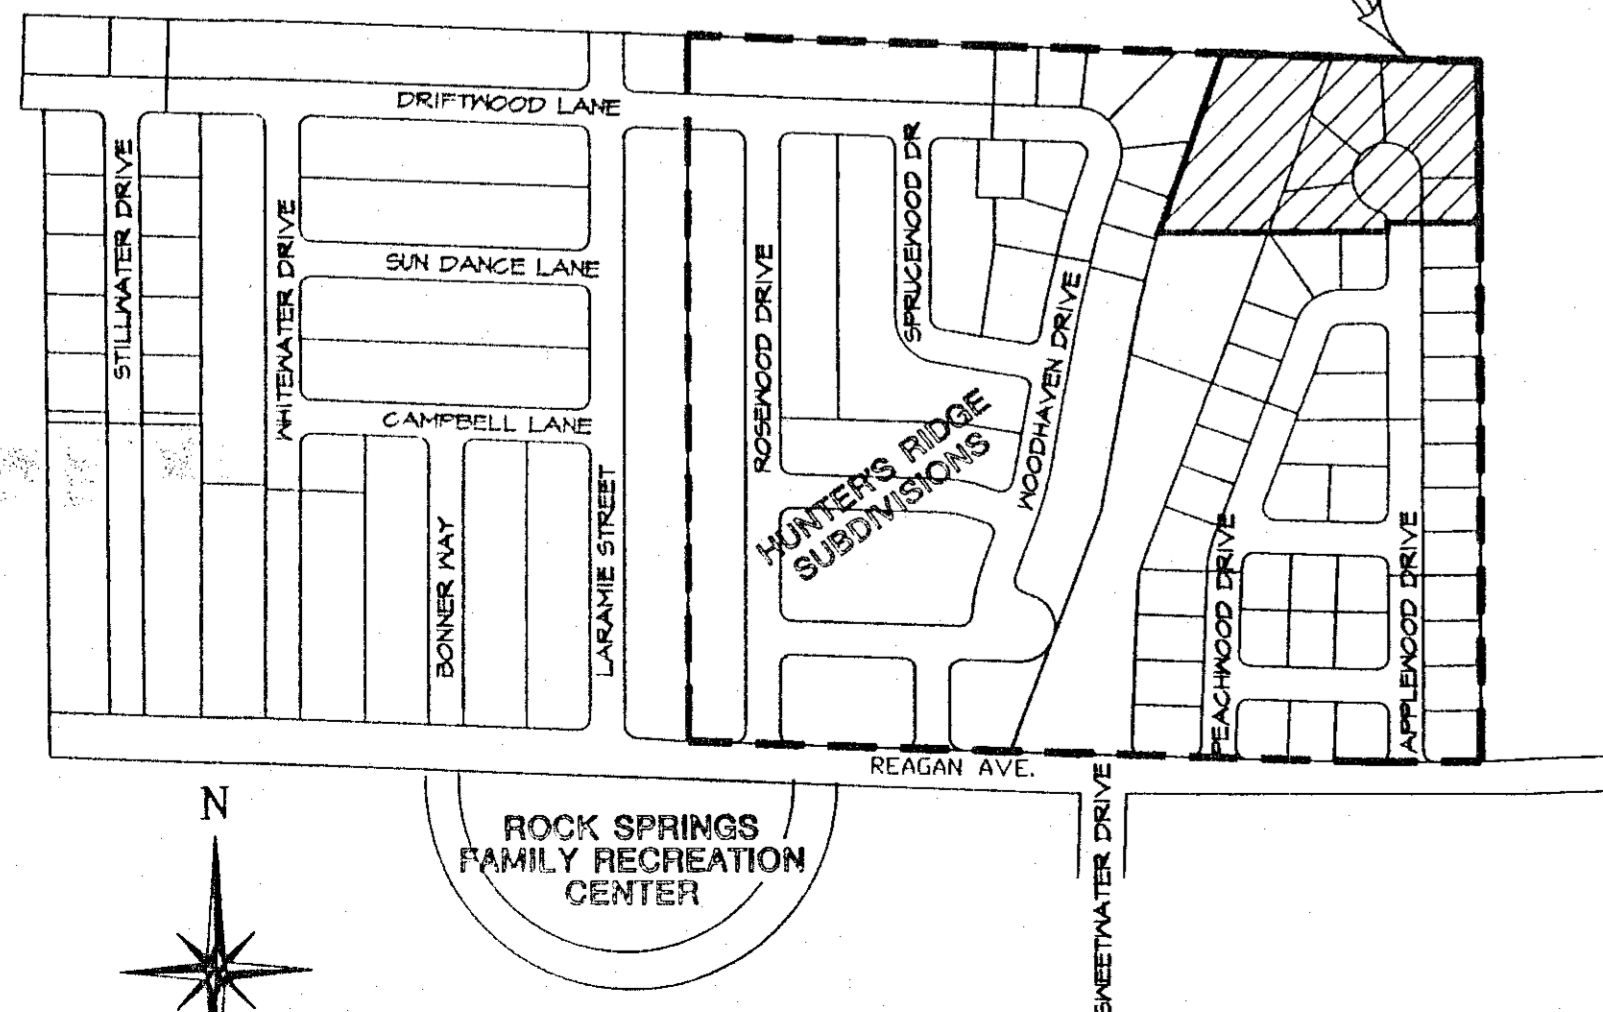 DRIFTWOOD LANE
STILLWATER DRIVE
WHITEWATER DRIVE
SUN DANCE LANE
CAMPBELL LANE
BONNER WAY
LARAMIE STREET
ROSEWOOD DRIVE
SPRUCEWOOD DR
WOODHAVEN DRIVE
HUNTER'S RIDGE
SUBDIVISIONS
PEACHWOOD DRIVE
APPLEWOOD DRIVE
REAGAN AVE.
SWEETWATER DRIVE
ROCK SPRINGS
FAMILY RECREATION
CENTER
N